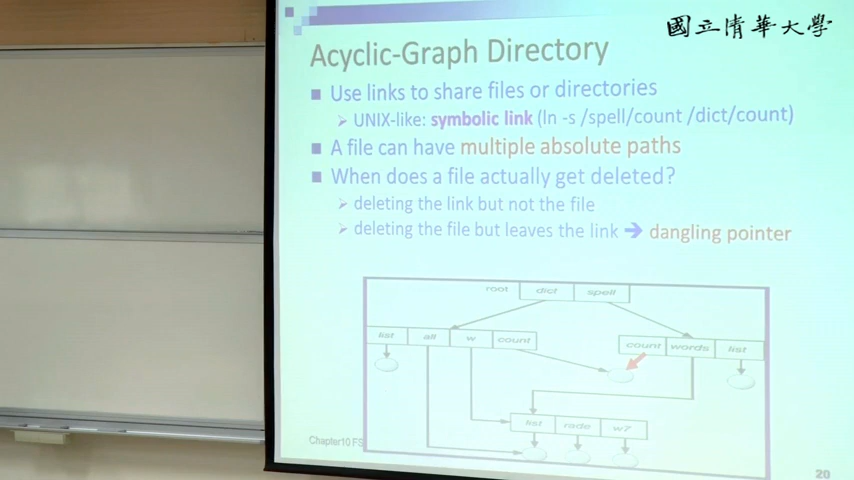 國立清華大學
Acyclic-Graph Directory
Use links to share files or directories
UNIX-like: symbolic link (ln -s /spell/count /dict/count)
A file can have multiple absolute paths
When does a file actually get deleted?
deleting the link but not the file
deleting the file but leaves the link → dangling pointer
root dict spell
list all w count
count words list
list rade w7
Chapter10 FS
20